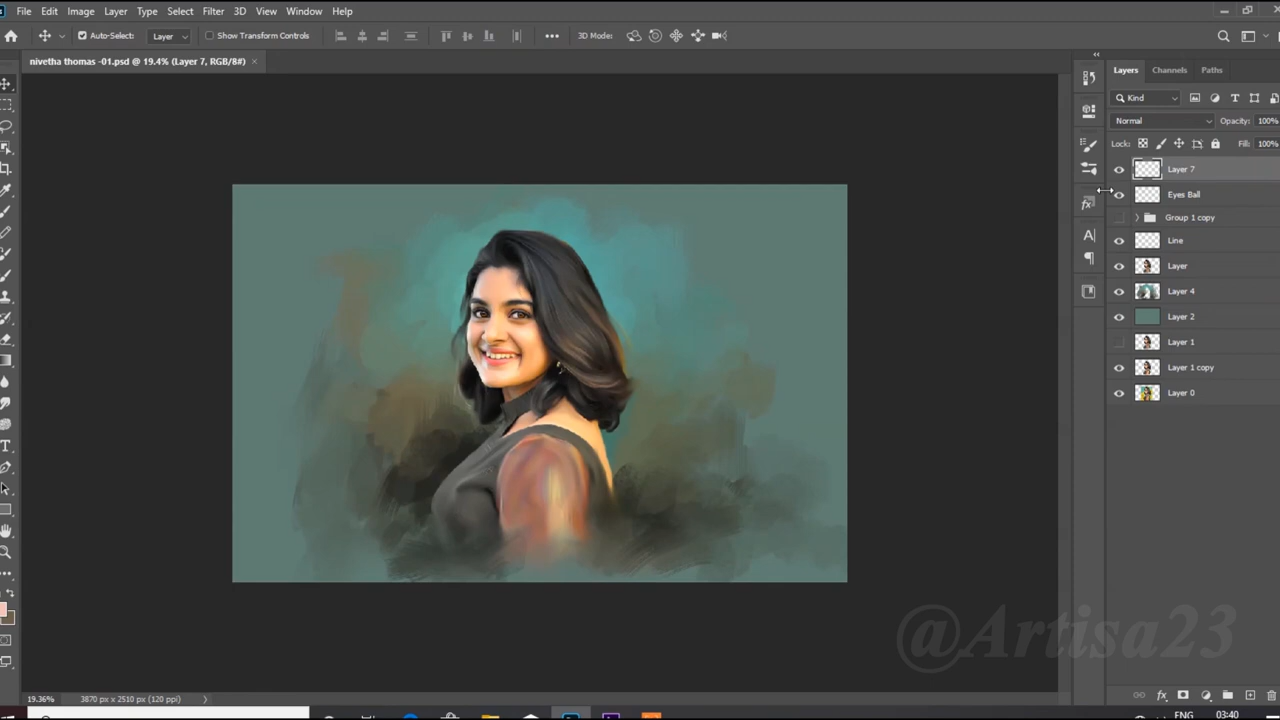 File Edit Image Layer Type Select Filter 3D View Window Help
Auto-Select: Layer Show Transform Controls 3D Mode:
nivetha thomas -01.psd @ 19.4% (Layer 7, RGB/8#)
Layers Channels Paths
Kind
Normal Opacity: 100%
Lock: Fill: 100%
Layer 7
Eyes Ball
Group 1 copy
Line
Layer
Layer 4
Layer 2
Layer 1
Layer 1 copy
Layer 0
@Artisa23
19.36% 3870 px x 2510 px (120 ppi)
ENG 03:40